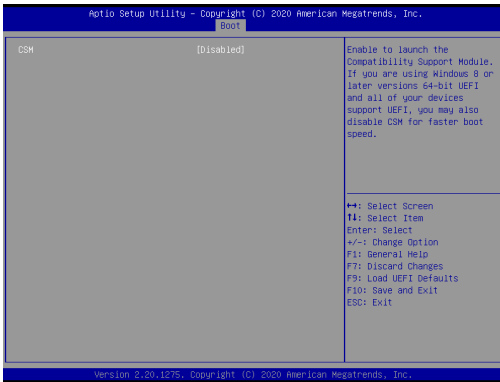 Aptio Setup Utility – Copyright (C) 2020 American Megatrends, Inc.
Boot
CSM [Disabled]
Enable to launch the
Compatibility Support Module.
If you are using Windows 8 or
later versions 64-bit UEFI
and all of your devices
support UEFI, you may also
disable CSM for faster boot
speed.
↔: Select Screen
↑↓: Select Item
Enter: Select
+/-: Change Option
F1: General Help
F7: Discard Changes
F9: Load UEFI Defaults
F10: Save and Exit
ESC: Exit
Version 2.20.1275. Copyright (C) 2020 American Megatrends, Inc.